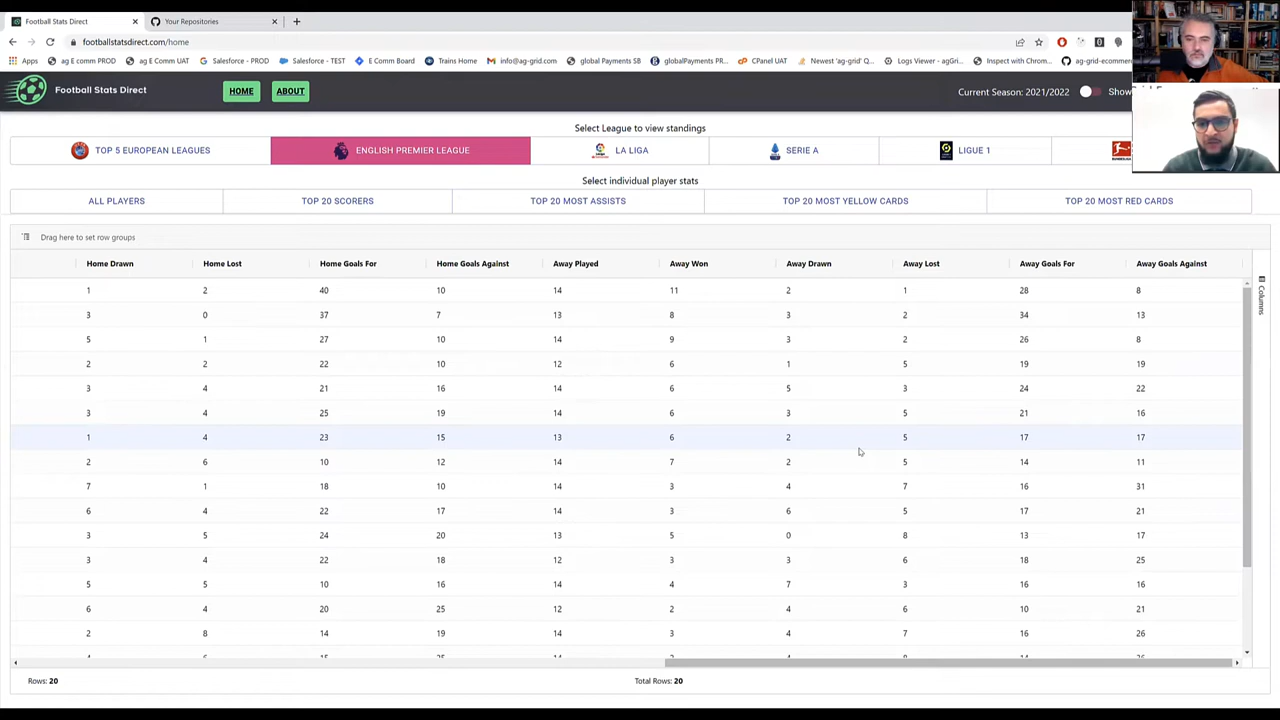 Football Stats Direct
Your Repositories
footballstatsdirect.com/home
Apps
ag E Comm PROD
ag E Comm UAT
Salesforce - PROD
Salesforce - TEST
E Comm Board
Trains Home
info@ag-grid.com
global Payments SB
globalPayments PR...
CPanel UAT
Newest 'ag-grid' Q...
Logs Viewer - agGri...
Inspect with Chrom...
ag-grid-ecomme
Football Stats Direct
HOME
ABOUT
Current Season: 2021/2022
Show
Select League to view standings
TOP 5 EUROPEAN LEAGUES
ENGLISH PREMIER LEAGUE
LA LIGA
SERIE A
LIGUE 1
Select individual player stats
ALL PLAYERS
TOP 20 SCORERS
TOP 20 MOST ASSISTS
TOP 20 MOST YELLOW CARDS
TOP 20 MOST RED CARDS
Drag here to set row groups
Home Drawn Home Lost Home Goals For Home Goals Against Away Played Away Won Away Drawn Away Lost Away Goals For Away Goals Against
1 2 40 10 14 11 2 1 28 8
3 0 37 7 13 8 3 2 34 13
5 1 27 10 14 9 3 2 26 8
2 2 22 10 12 6 1 5 19 19
3 4 21 16 14 6 5 3 24 22
3 4 25 19 14 6 3 5 21 16
1 4 23 15 13 6 2 5 17 17
2 6 10 12 14 7 2 5 14 11
7 1 18 10 14 3 4 7 16 31
6 4 22 17 14 3 6 5 17 21
3 5 24 20 13 5 0 8 13 17
3 4 22 18 12 3 3 6 18 25
5 5 10 16 14 4 7 3 16 16
6 4 20 25 12 2 4 6 10 21
2 8 14 19 14 3 4 7 16 26
Columns
Rows: 20
Total Rows: 20